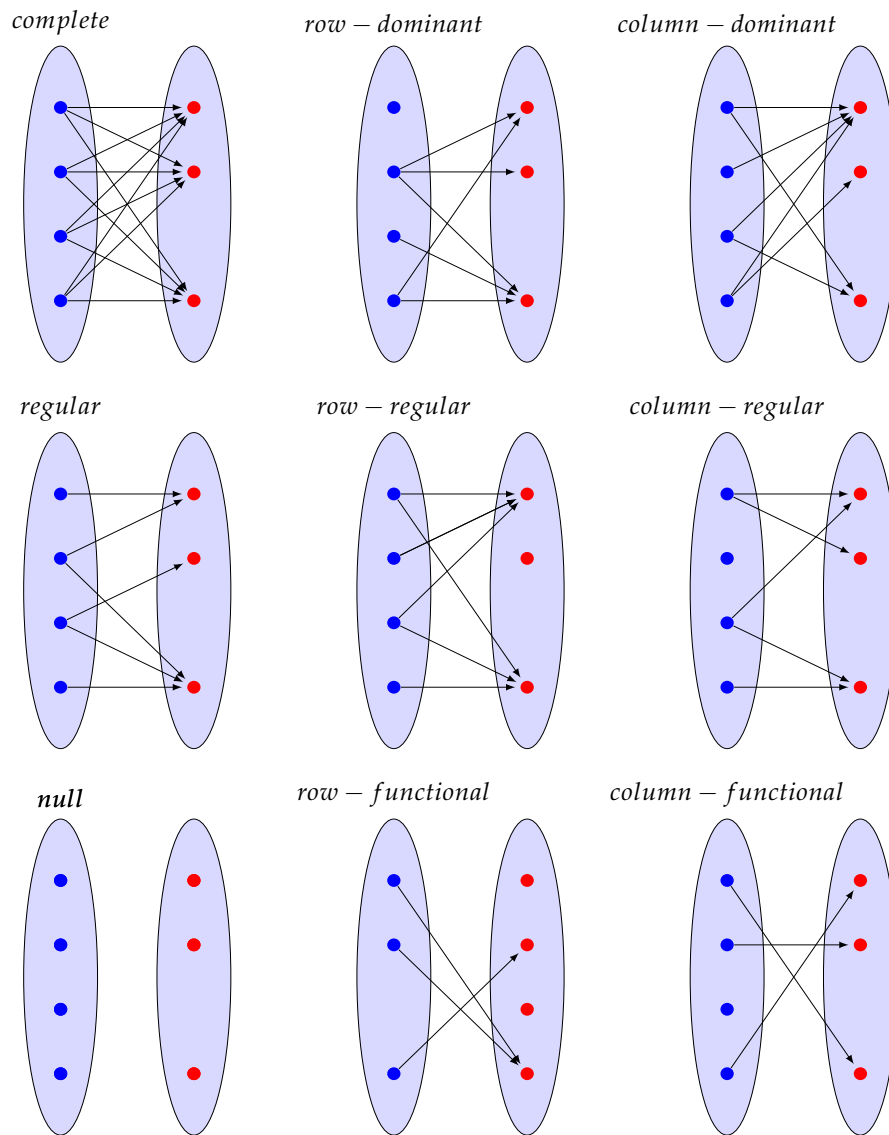 complete
row – dominant
column – dominant
regular
row – regular
column – regular
null
row – functional
column – functional